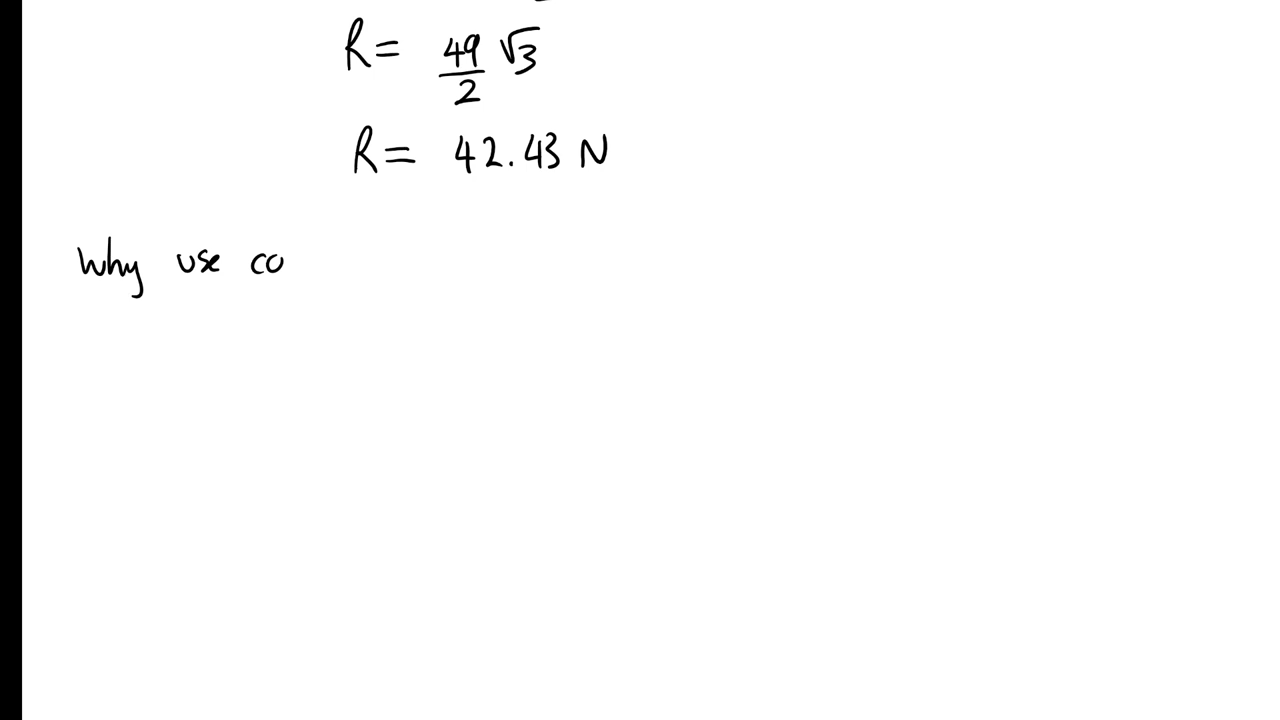 R = 49/2 √3
R = 42.43 N
Why use co